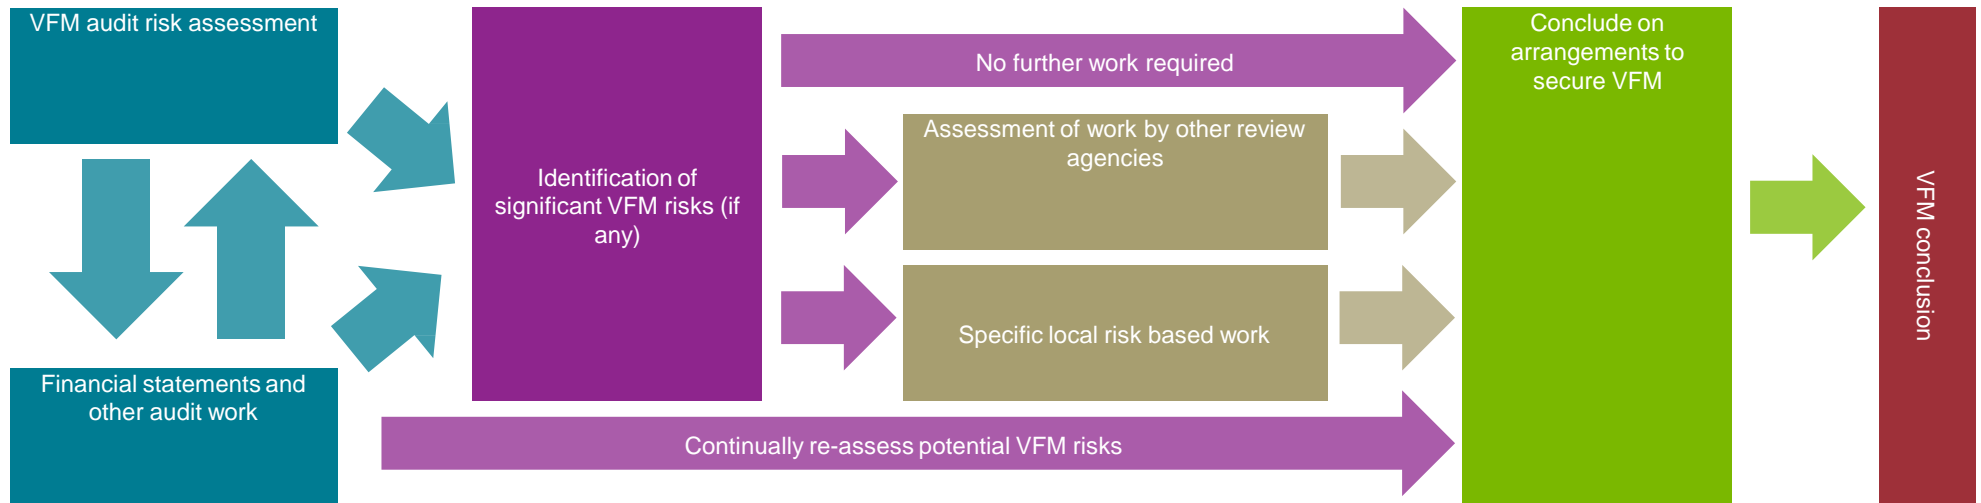 VFM audit risk assessment
Financial statements and
other audit work
Identification of
significant VFM risks (if
any)
No further work required
Assessment of work by other review
agencies
Specific local risk based work
Continually re-assess potential VFM risks
Conclude on
arrangements to
secure VFM
VFM conclusion